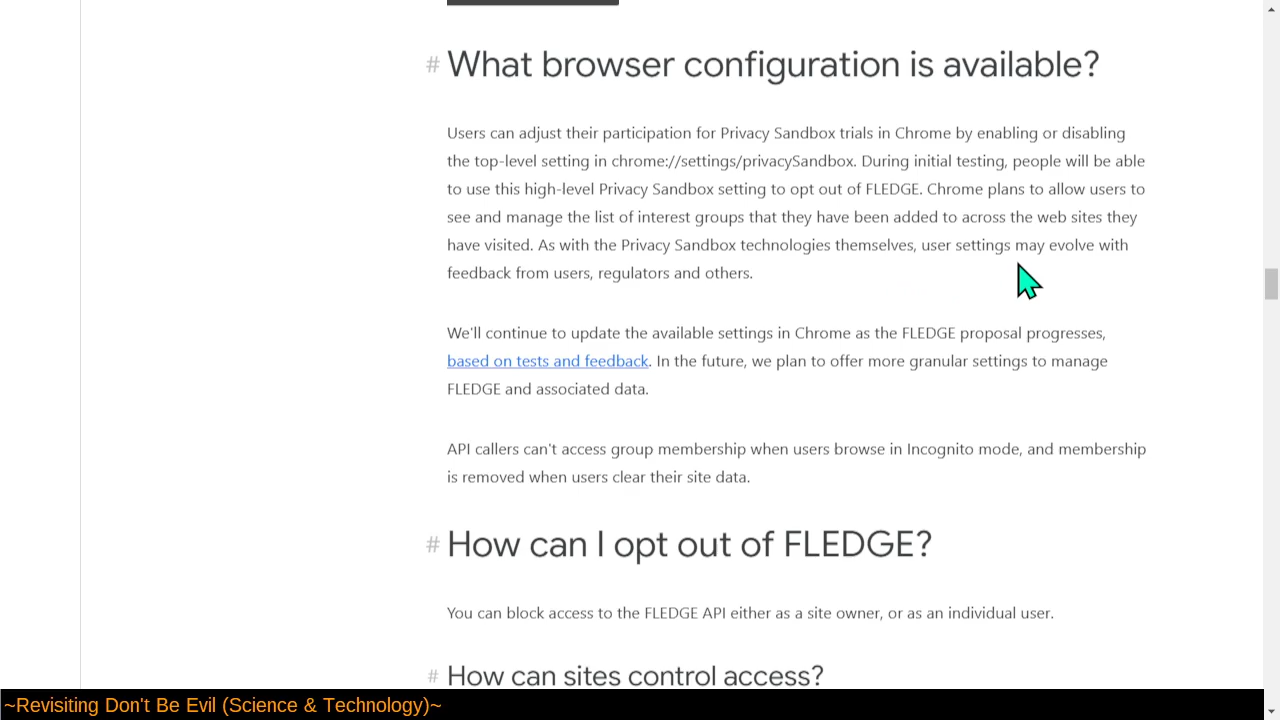 # What browser configuration is available?
Users can adjust their participation for Privacy Sandbox trials in Chrome by enabling or disabling
the top-level setting in chrome://settings/privacySandbox. During initial testing, people will be able
to use this high-level Privacy Sandbox setting to opt out of FLEDGE. Chrome plans to allow users to
see and manage the list of interest groups that they have been added to across the web sites they
have visited. As with the Privacy Sandbox technologies themselves, user settings may evolve with
feedback from users, regulators and others.
We'll continue to update the available settings in Chrome as the FLEDGE proposal progresses,
based on tests and feedback. In the future, we plan to offer more granular settings to manage
FLEDGE and associated data.
API callers can't access group membership when users browse in Incognito mode, and membership
is removed when users clear their site data.
# How can I opt out of FLEDGE?
You can block access to the FLEDGE API either as a site owner, or as an individual user.
# How can sites control access?
~Revisiting Don't Be Evil (Science & Technology)~